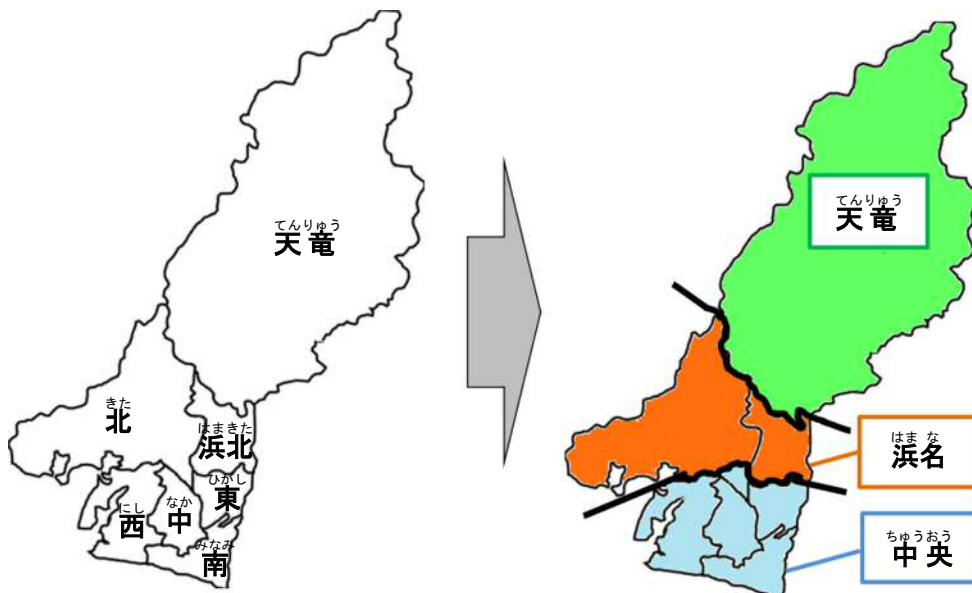 てんりゅう
天竜
きた
北
はまきた
浜北
ひがし
東
なか
中
にし
西
みなみ
南
てんりゅう
天竜
はまな
浜名
ちゅうおう
中央